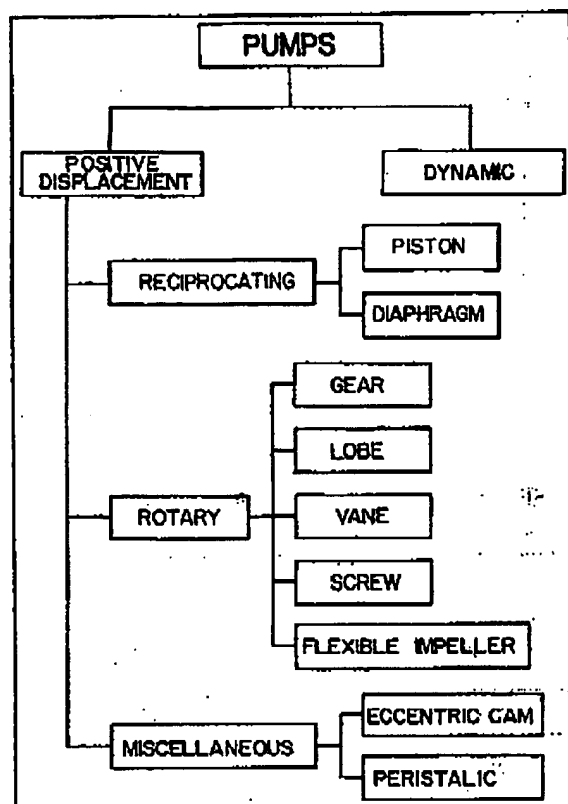 PUMPS
POSITIVE
DISPLACEMENT
DYNAMIC
RECIPROCATING
PISTON
DIAPHRAGM
GEAR
LOBE
ROTARY
VANE
SCREW
FLEXIBLE IMPELLER
MISCELLANEOUS
ECCENTRIC CAM
PERISTALIC